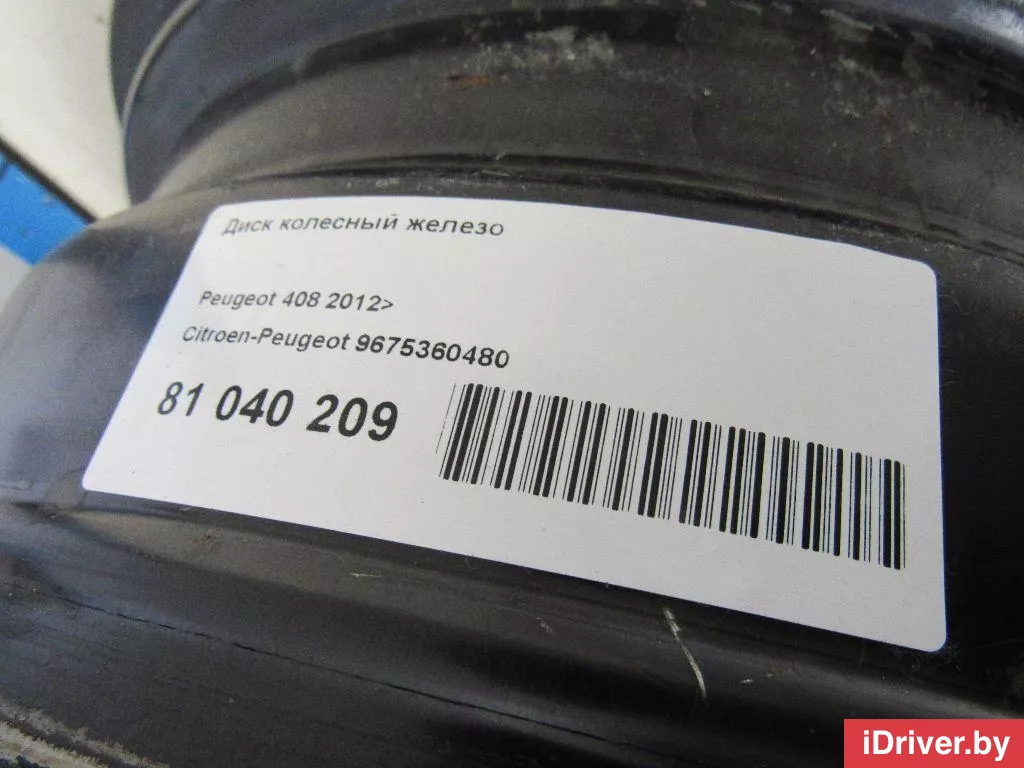 Диск колесный железо
Peugeot 408 2012>
Citroen-Peugeot 9675360480
81 040 209
iDriver.by